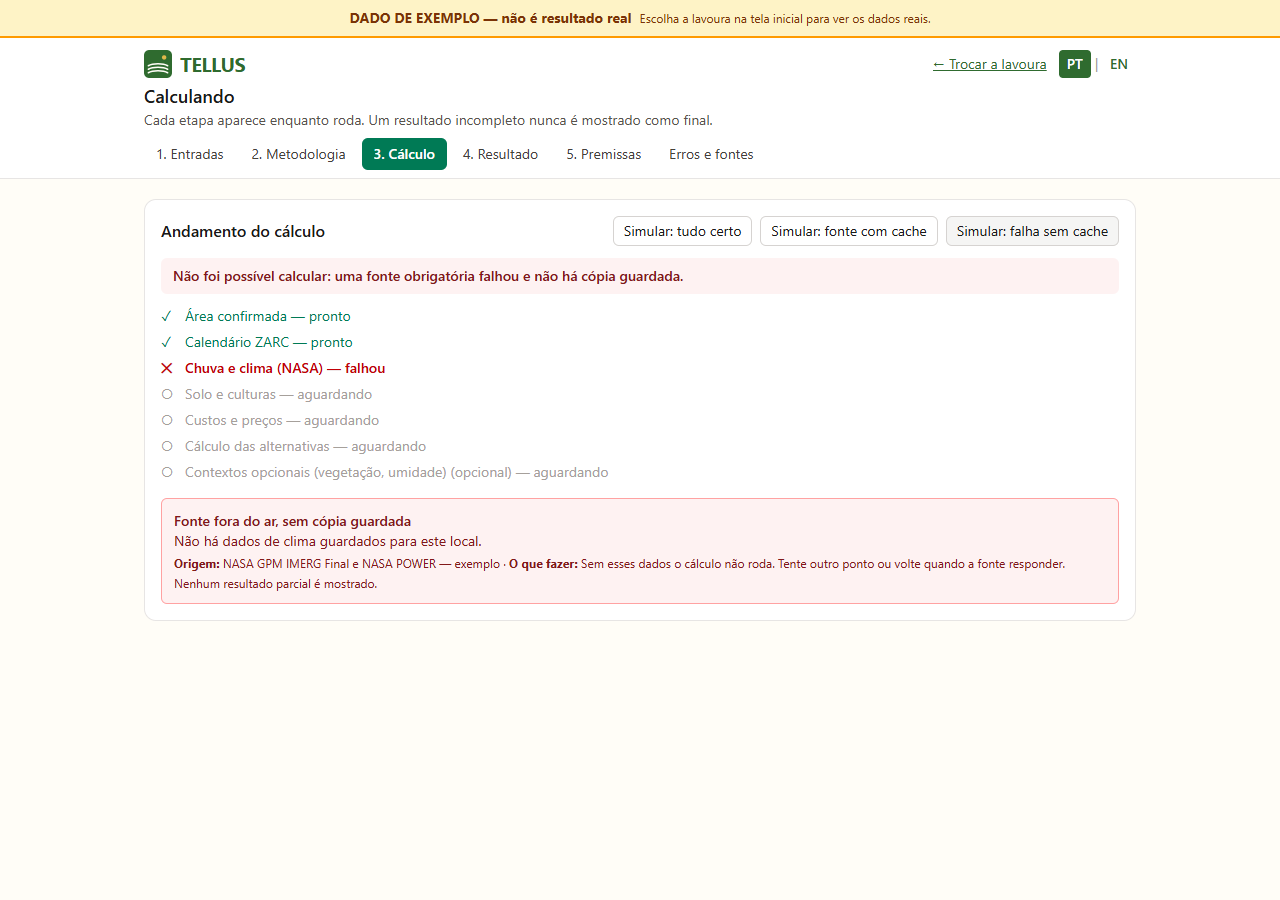 DADO DE EXEMPLO — não é resultado real Escolha a lavoura na tela inicial para ver os dados reais.
TELLUS
← Trocar a lavoura PT | EN
Calculando
Cada etapa aparece enquanto roda. Um resultado incompleto nunca é mostrado como final.
1. Entradas 2. Metodologia 3. Cálculo 4. Resultado 5. Premissas Erros e fontes
Andamento do cálculo Simular: tudo certo Simular: fonte com cache Simular: falha sem cache
Não foi possível calcular: uma fonte obrigatória falhou e não há cópia guardada.
✓ Área confirmada — pronto
✓ Calendário ZARC — pronto
✕ Chuva e clima (NASA) — falhou
○ Solo e culturas — aguardando
○ Custos e preços — aguardando
○ Cálculo das alternativas — aguardando
○ Contextos opcionais (vegetação, umidade) (opcional) — aguardando
Fonte fora do ar, sem cópia guardada
Não há dados de clima guardados para este local.
Origem: NASA GPM IMERG Final e NASA POWER — exemplo · O que fazer: Sem esses dados o cálculo não roda. Tente outro ponto ou volte quando a fonte responder.
Nenhum resultado parcial é mostrado.